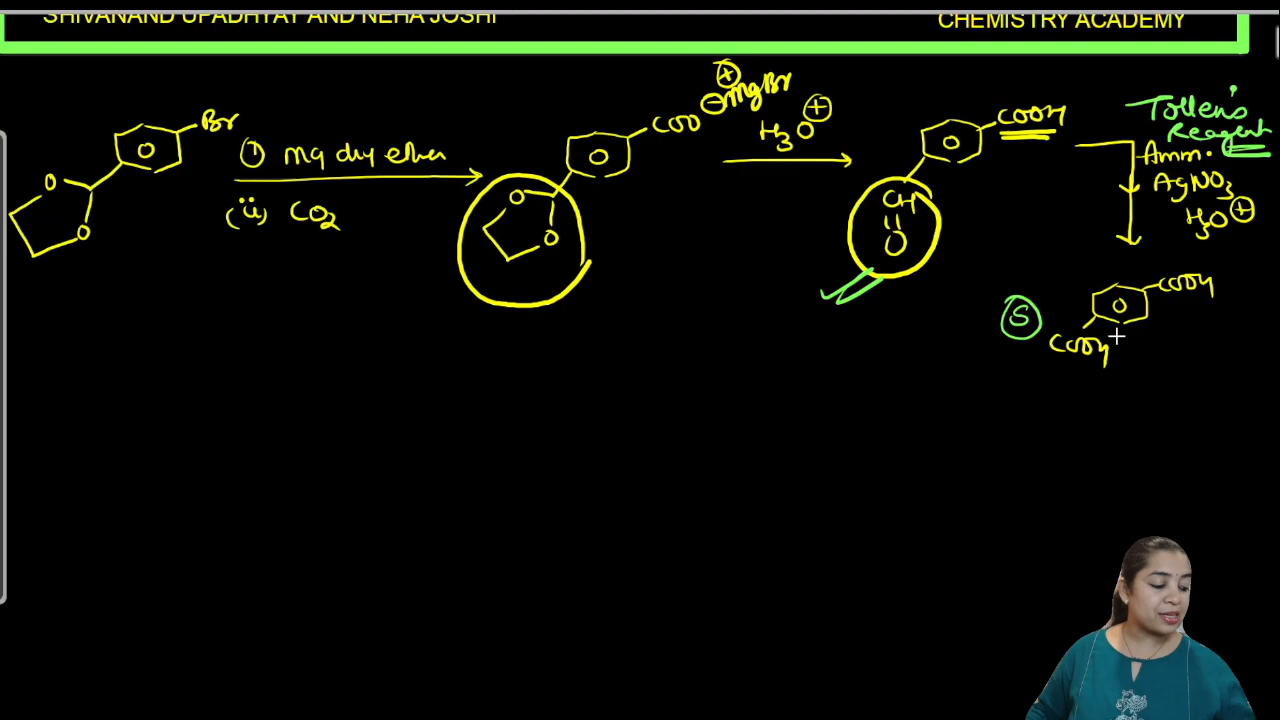 SHIVANAND UPADHYAY AND NEHA JOSHI
CHEMISTRY ACADEMY
Br
O
O
① Mg dry ether
(ii) CO2
COO ⊖ ⊕ MgBr
O
O
H3O ⊕
COOH
CH
O
Tollen's
Reagent
Amm.
AgNO3
H3O ⊕
S
COOH
COOH